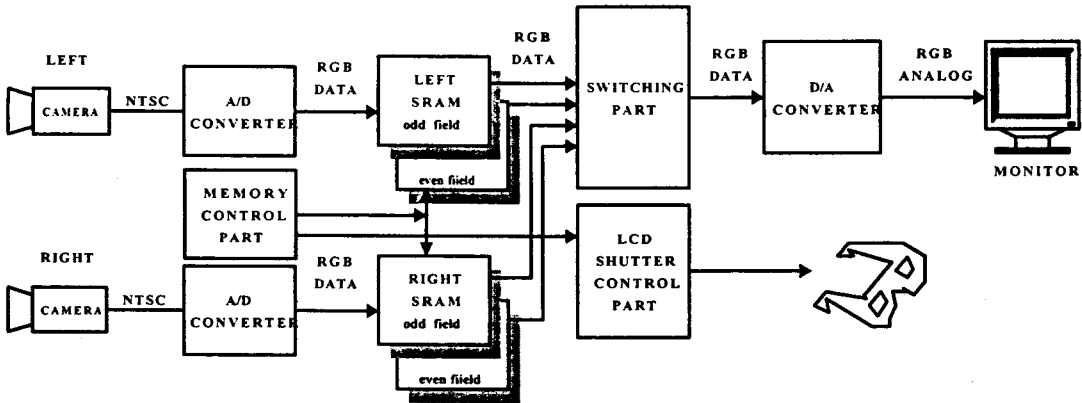 LEFT
CAMERA
NTSC
A/D
CONVERTER
RGB
DATA
LEFT
SRAM
odd field
even fiield
RGB
DATA
SWITCHING
PART
RGB
DATA
D/A
CONVERTER
RGB
ANALOG
MONITOR
MEMORY
CONTROL
PART
LCD
SHUTTER
CONTROL
PART
RIGHT
CAMERA
NTSC
A/D
CONVERTER
RGB
DATA
RIGHT
SRAM
odd field
even fiield